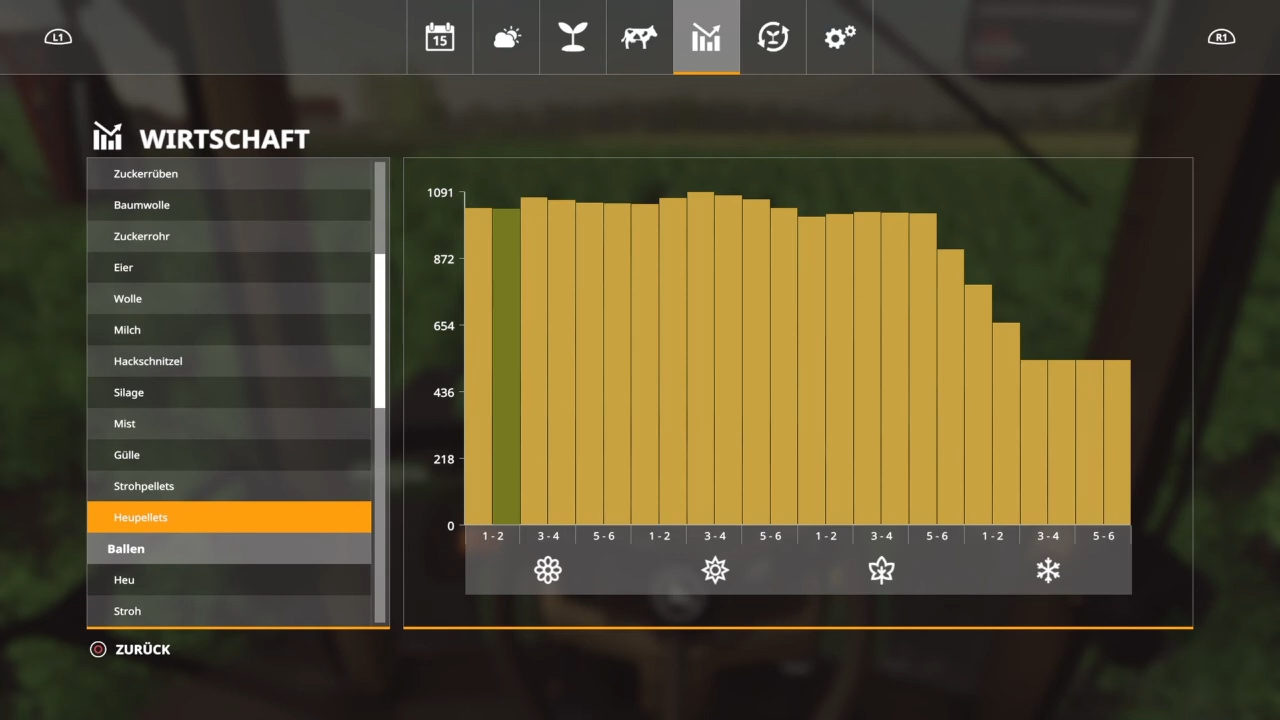 L1
15
R1
WIRTSCHAFT
Zuckerrüben
Baumwolle
Zuckerrohr
Eier
Wolle
Milch
Hackschnitzel
Silage
Mist
Gülle
Strohpellets
Heupellets
Ballen
Heu
Stroh
1091
872
654
436
218
0
1 - 2 3 - 4 5 - 6 1 - 2 3 - 4 5 - 6 1 - 2 3 - 4 5 - 6 1 - 2 3 - 4 5 - 6
ZURÜCK